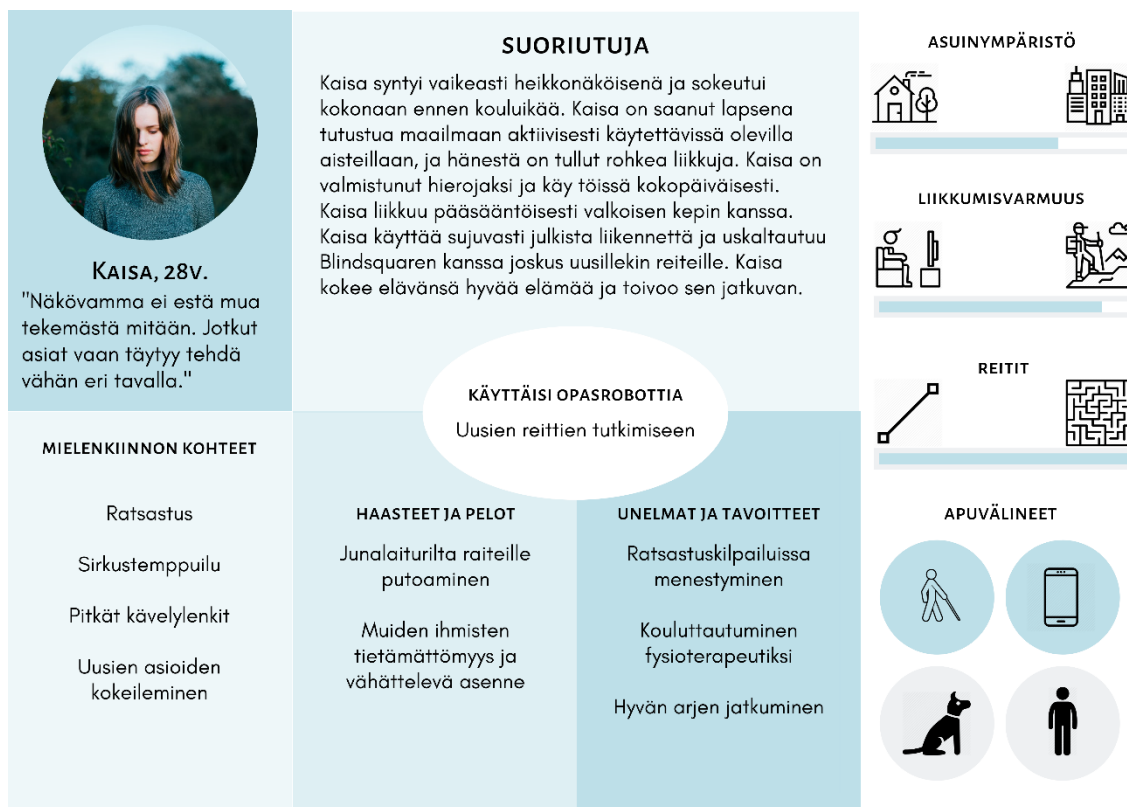 KAISA, 28V.
"Näkövamma ei estä mua
tekemästä mitään. Jotkut
asiat vaan täytyy tehdä
vähän eri tavalla."
SUORIUTUJA
Kaisa syntyi vaikeasti heikkonäköisenä ja sokeutui
kokonaan ennen kouluikää. Kaisa on saanut lapsena
tutustua maailmaan aktiivisesti käytettävissä olevilla
aisteillaan, ja hänestä on tullut rohkea liikkuja. Kaisa on
valmistunut hierojaksi ja käy töissä kokopäiväisesti.
Kaisa liikkuu pääsääntöisesti valkoisen kepin kanssa.
Kaisa käyttää sujuvasti julkista liikennettä ja uskaltautuu
Blindsquaren kanssa joskus uusillekin reiteille. Kaisa
kokee elävänsä hyvää elämää ja toivoo sen jatkuvan.
KÄYTTÄISI OPASROBOTTIA
Uusien reittien tutkimiseen
MIELENKIINNON KOHTEET
Ratsastus
Sirkustemppuilu
Pitkät kävelylenkit
Uusien asioiden
kokeileminen
HAASTEET JA PELOT
Junalaiturilta raiteille
putoaminen
Muiden ihmisten
tietämättömyys ja
vähättelevä asenne
UNELMAT JA TAVOITTEET
Ratsastuskilpailuissa
menestyminen
Kouluttautuminen
fysioterapeutiksi
Hyvän arjen jatkuminen
ASUINYMPÄRISTÖ
LIIKKUMISVARMUUS
REITIT
APUVÄLINEET